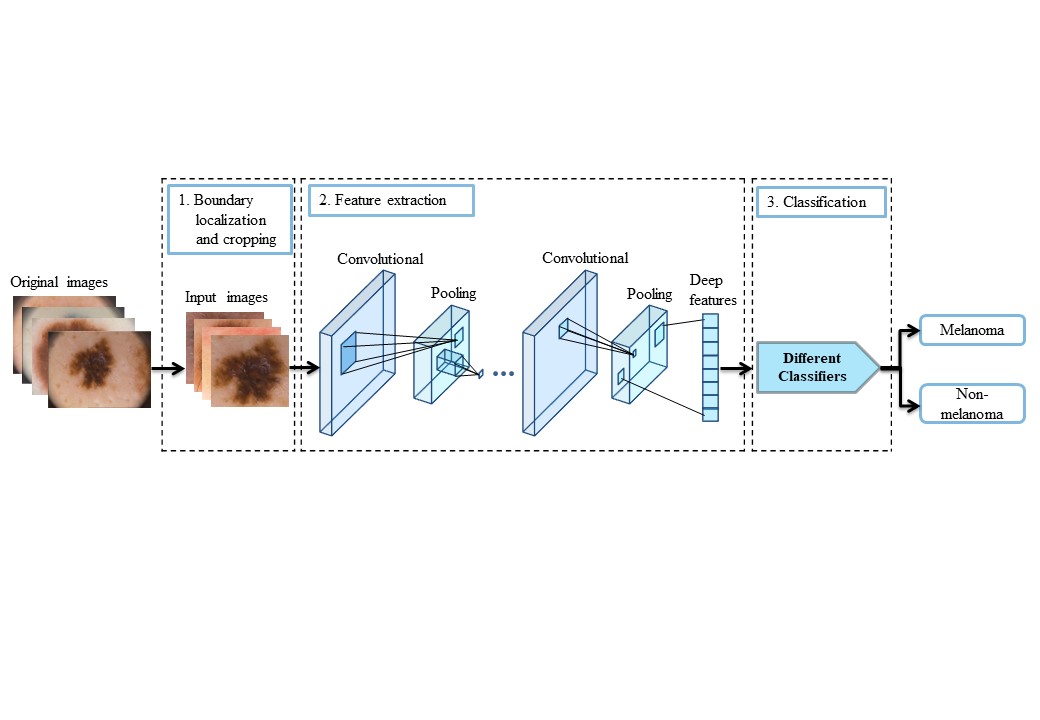 1. Boundary
localization
and cropping
2. Feature extraction
3. Classification
Original images
Input images
Convolutional
Pooling
Convolutional
Pooling
Deep
features
Different
Classifiers
Melanoma
Non-
melanoma